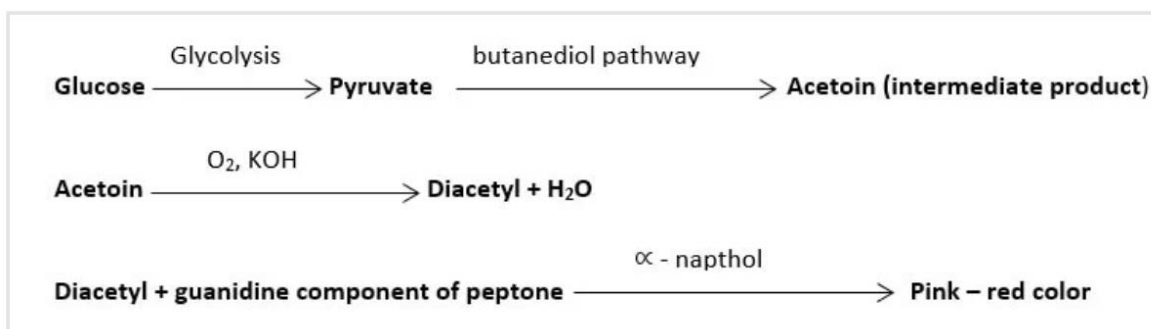 Glycolysis butanediol pathway
Glucose Pyruvate Acetoin (intermediate product)
O₂, KOH
Acetoin Diacetyl + H₂O
∝ - napthol
Diacetyl + guanidine component of peptone Pink – red color